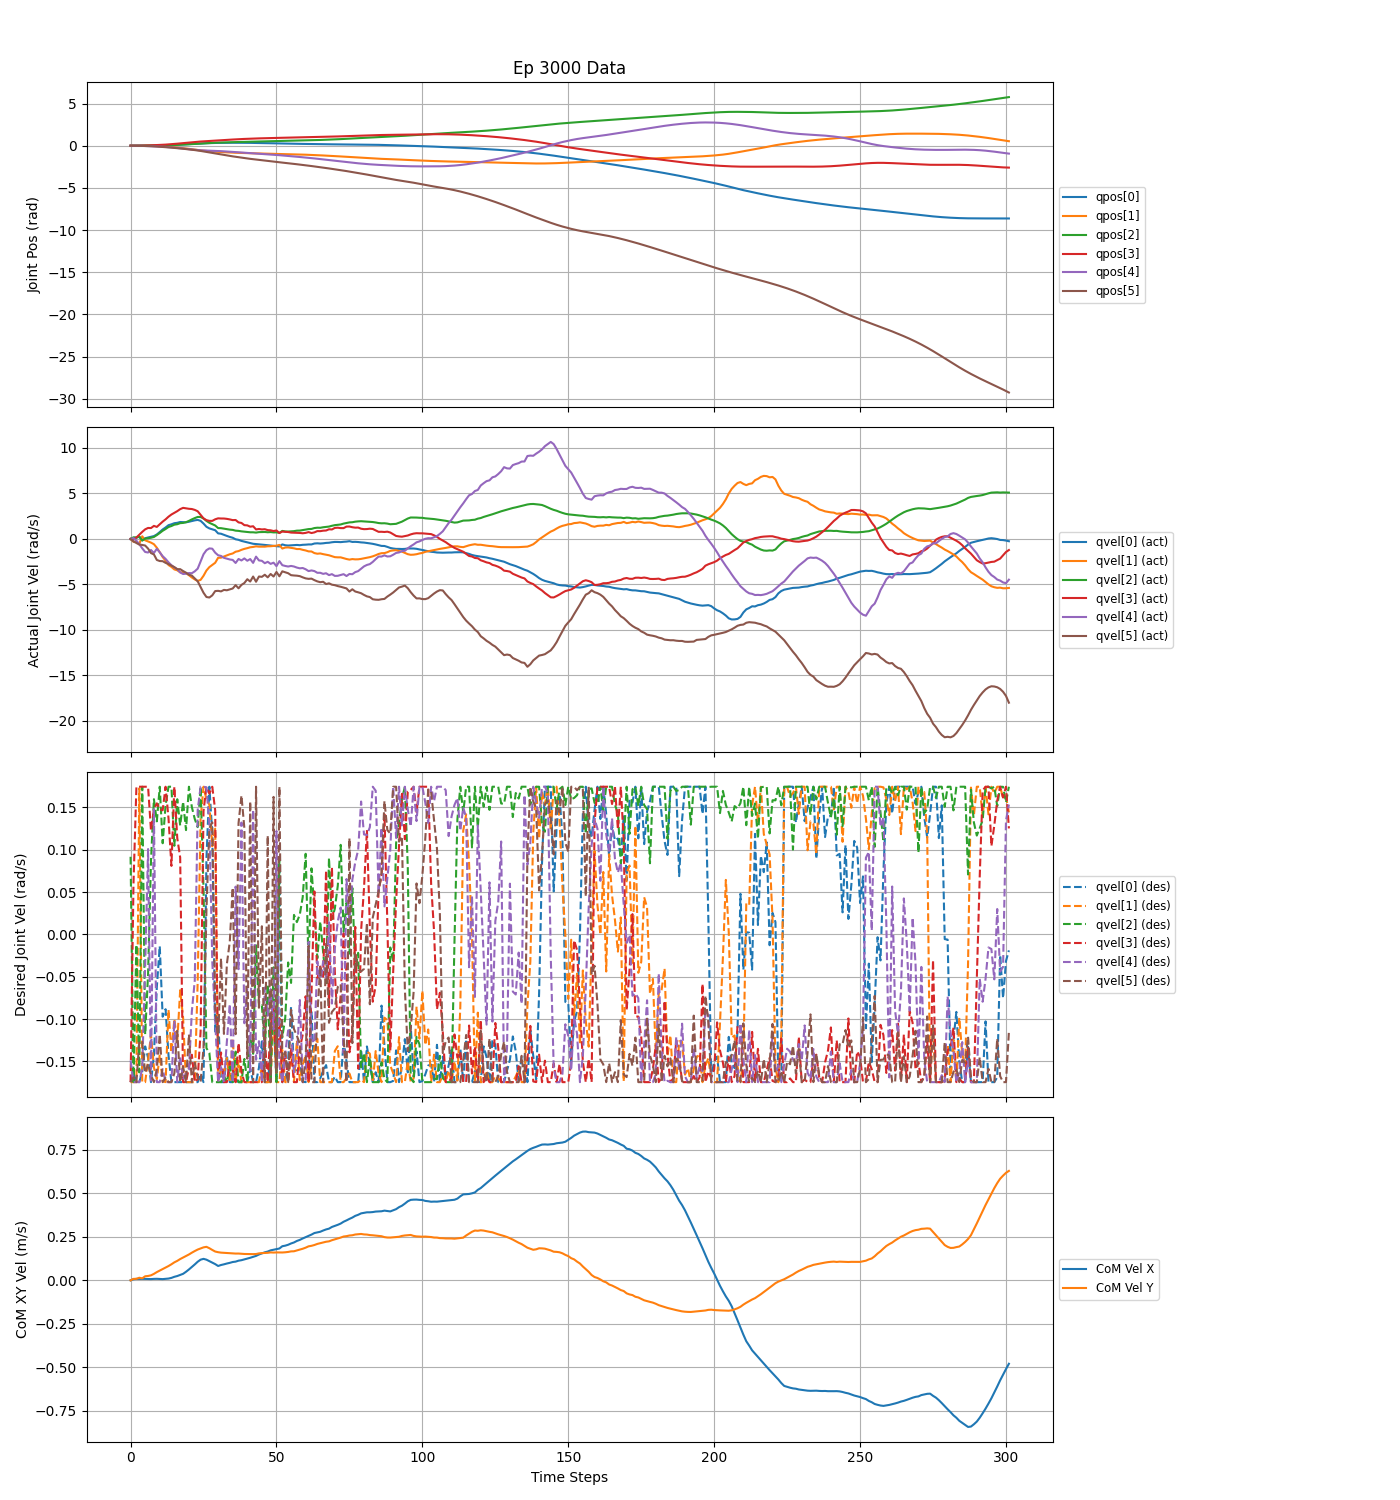 Ep 3000 Data
5
0
−5
−10
−15
−20
−25
−30
Joint Pos (rad)
qpos[0]
qpos[1]
qpos[2]
qpos[3]
qpos[4]
qpos[5]
10
5
0
−5
−10
−15
−20
Actual Joint Vel (rad/s)
qvel[0] (act)
qvel[1] (act)
qvel[2] (act)
qvel[3] (act)
qvel[4] (act)
qvel[5] (act)
0.15
0.10
0.05
0.00
−0.05
−0.10
−0.15
Desired Joint Vel (rad/s)
qvel[0] (des)
qvel[1] (des)
qvel[2] (des)
qvel[3] (des)
qvel[4] (des)
qvel[5] (des)
0.75
0.50
0.25
0.00
−0.25
−0.50
−0.75
CoM XY Vel (m/s)
CoM Vel X
CoM Vel Y
0 50 100 150 200 250 300
Time Steps